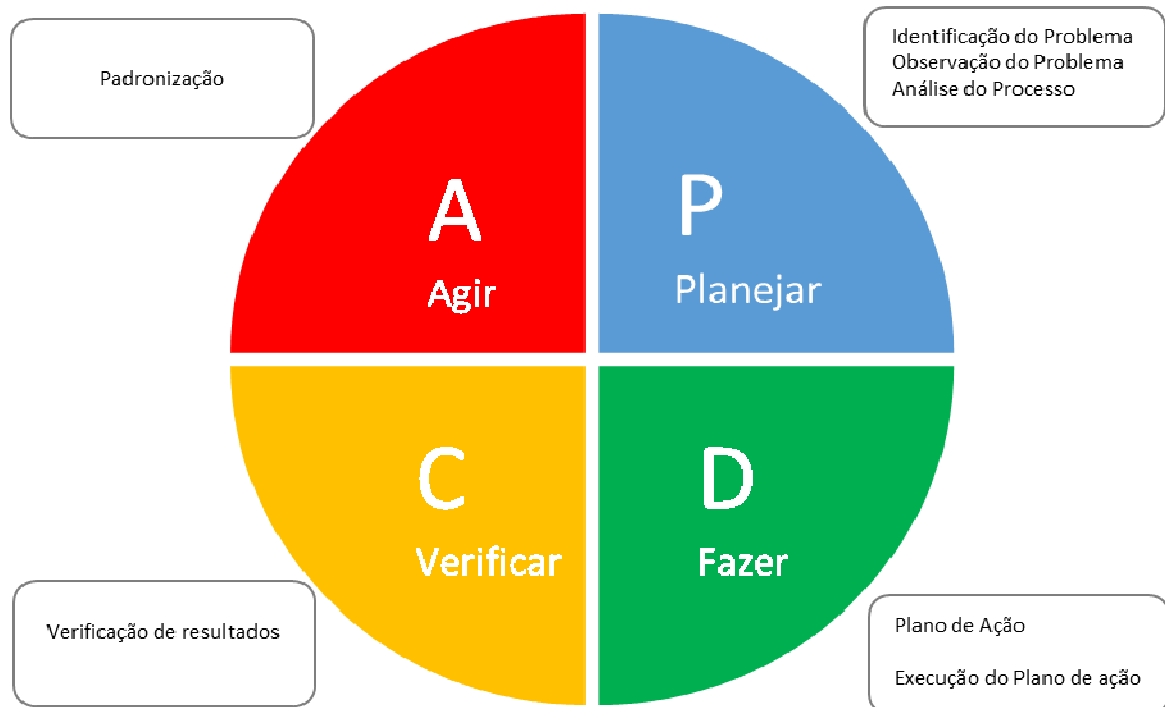 Padronização
Identificação do Problema
Observação do Problema
Análise do Processo
A
Agir
P
Planejar
C
Verificar
D
Fazer
Verificação de resultados
Plano de Ação
Execução do Plano de ação